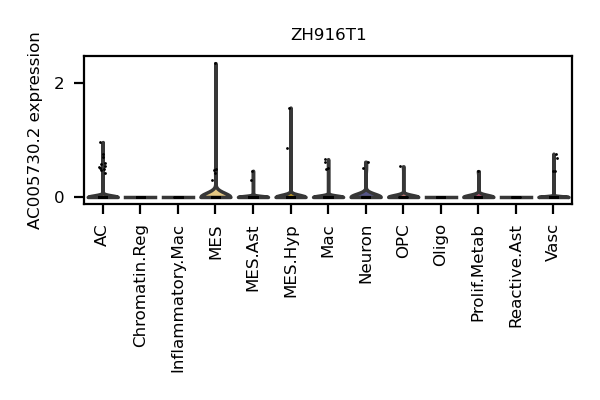 ZH916T1
AC005730.2 expression
2
0
AC
Chromatin.Reg
Inflammatory.Mac
MES
MES.Ast
MES.Hyp
Mac
Neuron
OPC
Oligo
Prolif.Metab
Reactive.Ast
Vasc